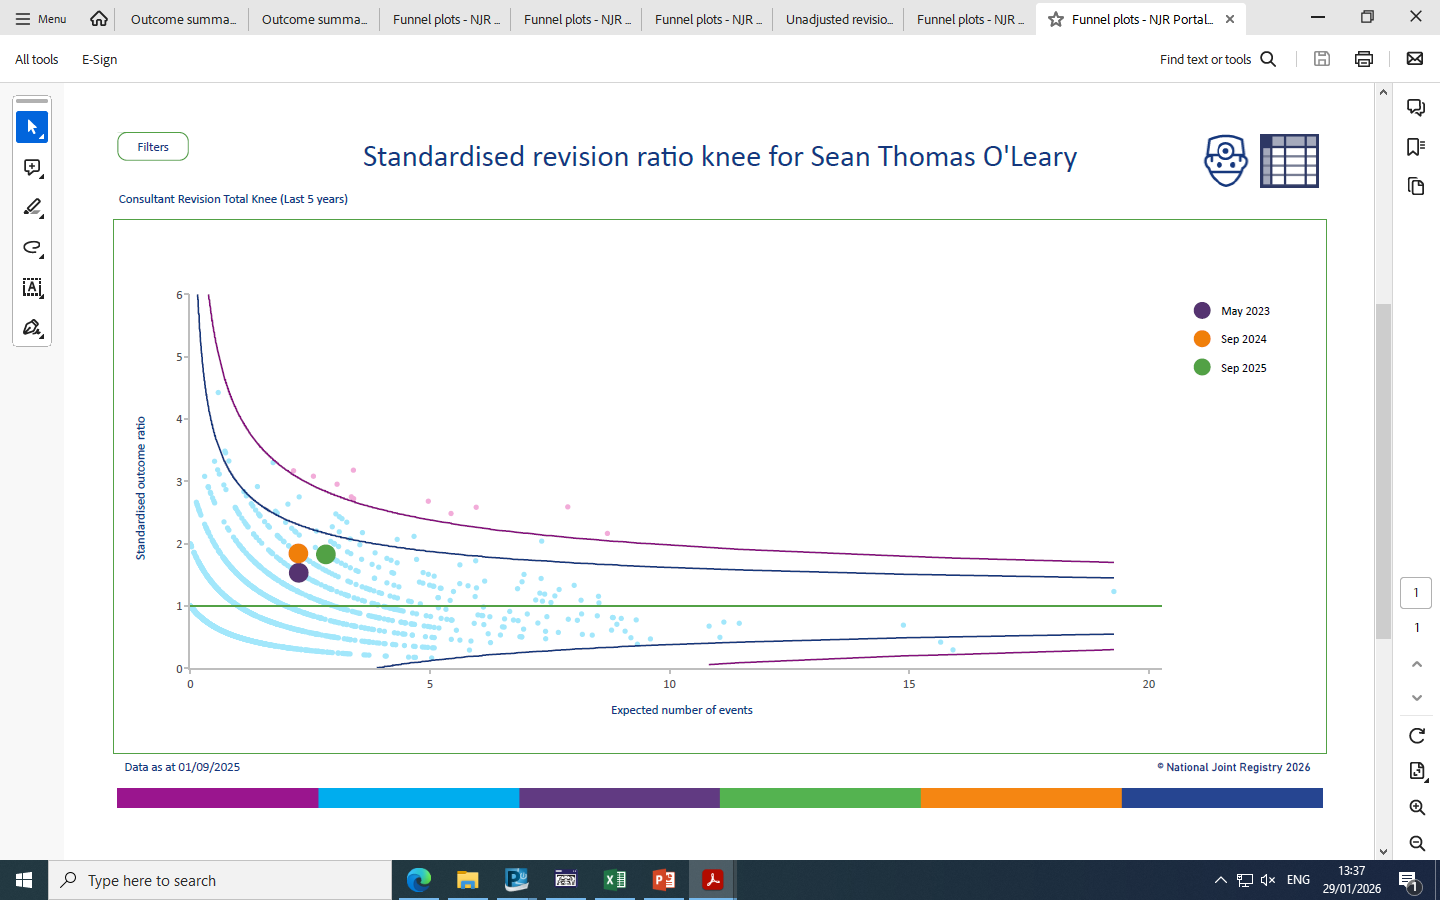 Menu
Outcome summa...
Outcome summa...
Funnel plots - NJR ...
Funnel plots - NJR ...
Funnel plots - NJR ...
Unadjusted revisio...
Funnel plots - NJR ...
Funnel plots - NJR Portal...
All tools
E-Sign
Find text or tools
Filters
Standardised revision ratio knee for Sean Thomas O'Leary
Consultant Revision Total Knee (Last 5 years)
May 2023
Sep 2024
Sep 2025
Standardised outcome ratio
6
5
4
3
2
1
0
0 5 10 15 20
Expected number of events
Data as at 01/09/2025
© National Joint Registry 2026
1
1
Type here to search
ENG
13:37
29/01/2026
1